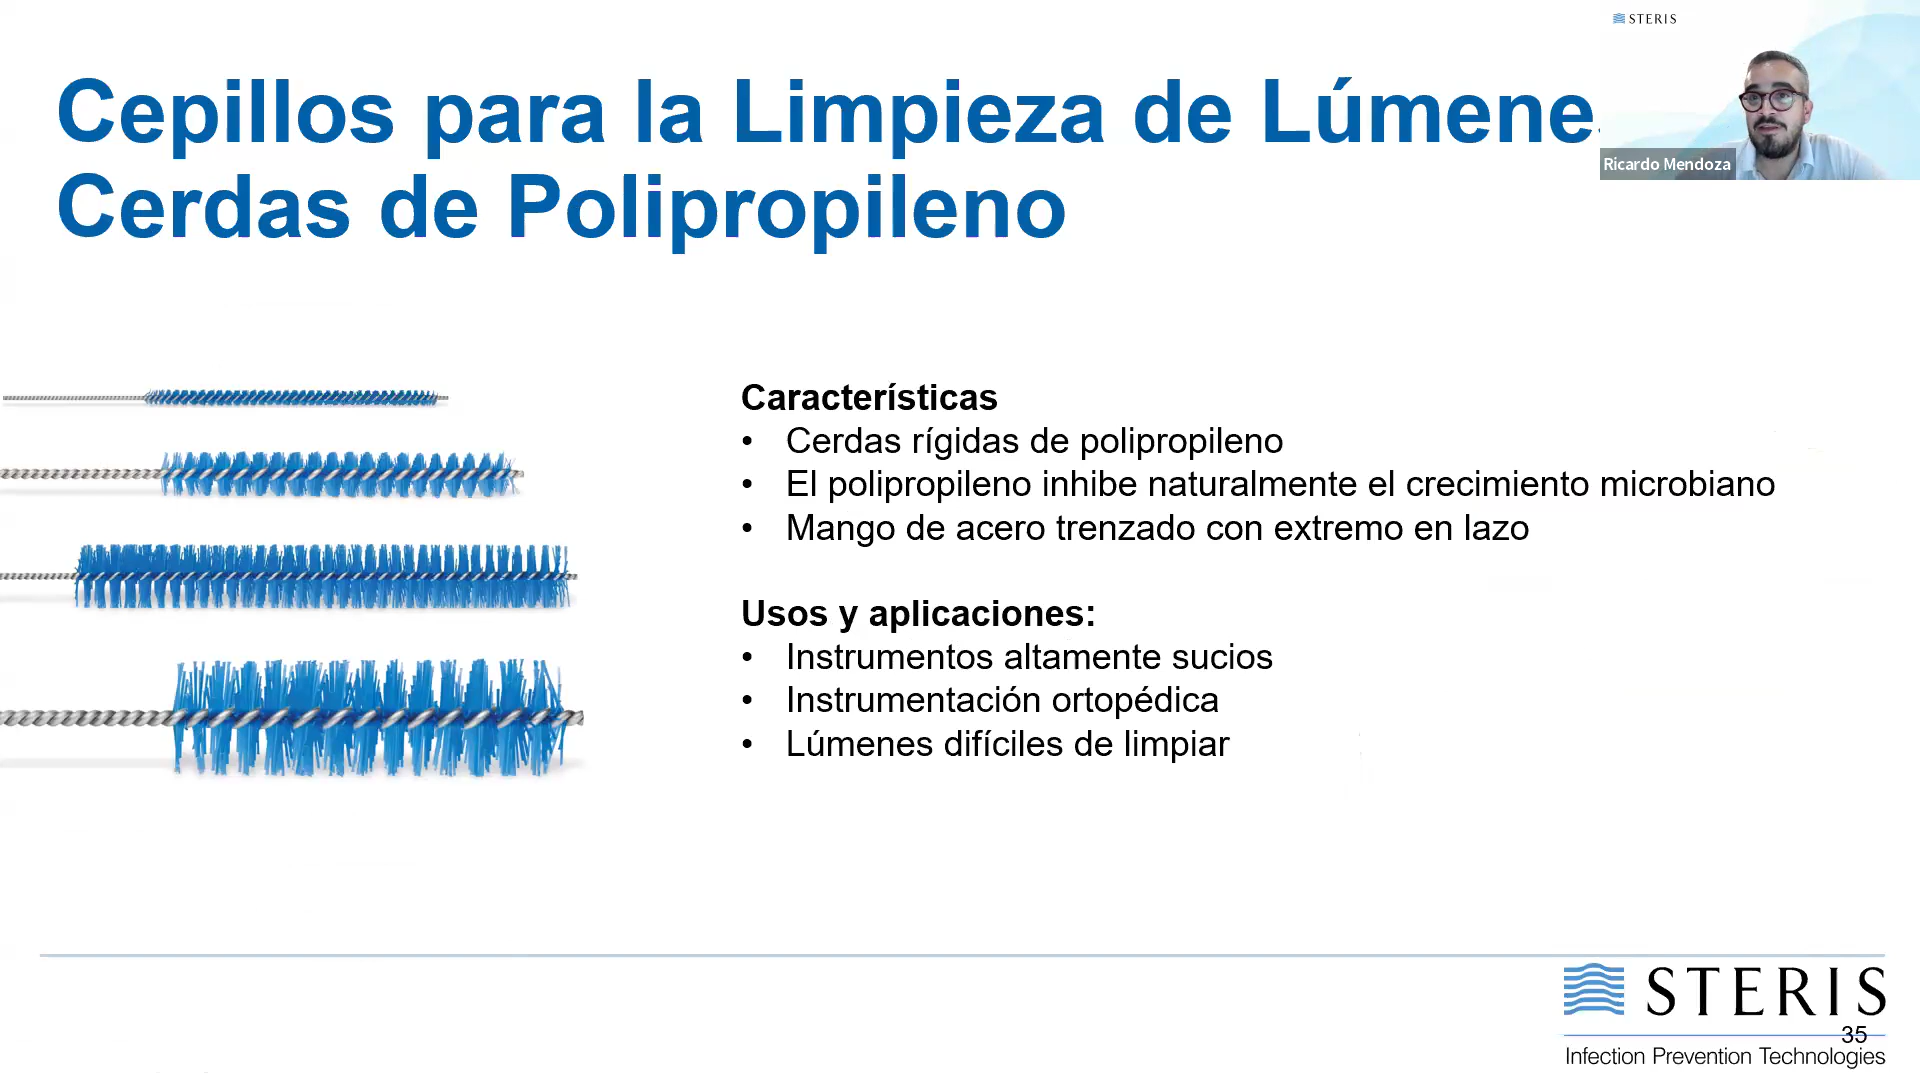 STERIS
Cepillos para la Limpieza de Lúmene
Ricardo Mendoza
Cerdas de Polipropileno
Características
• Cerdas rígidas de polipropileno
• El polipropileno inhibe naturalmente el crecimiento microbiano
• Mango de acero trenzado con extremo en lazo
Usos y aplicaciones:
• Instrumentos altamente sucios
• Instrumentación ortopédica
• Lúmenes difíciles de limpiar
STERIS
35
Infection Prevention Technologies